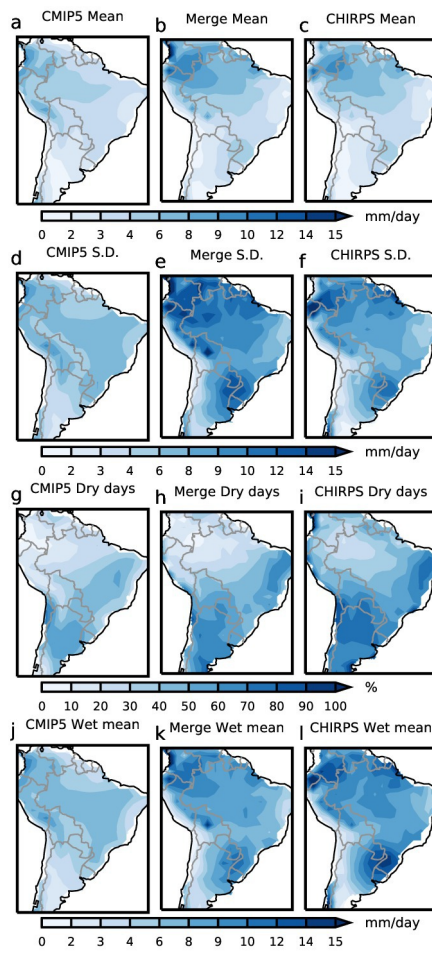 a CMIP5 Mean b Merge Mean c CHIRPS Mean
0 2 3 4 5 6 8 10 12 14 15 mm/day
d CMIP5 S.D. e Merge S.D. f CHIRPS S.D.
0 2 3 4 5 6 8 10 12 14 15 mm/day
g CMIP5 Dry days h Merge Dry days i CHIRPS Dry days
0 10 20 30 40 50 60 70 80 90 100 %
j CMIP5 Wet mean k Merge Wet mean l CHIRPS Wet mean
0 2 3 4 5 6 8 10 12 14 15 mm/day